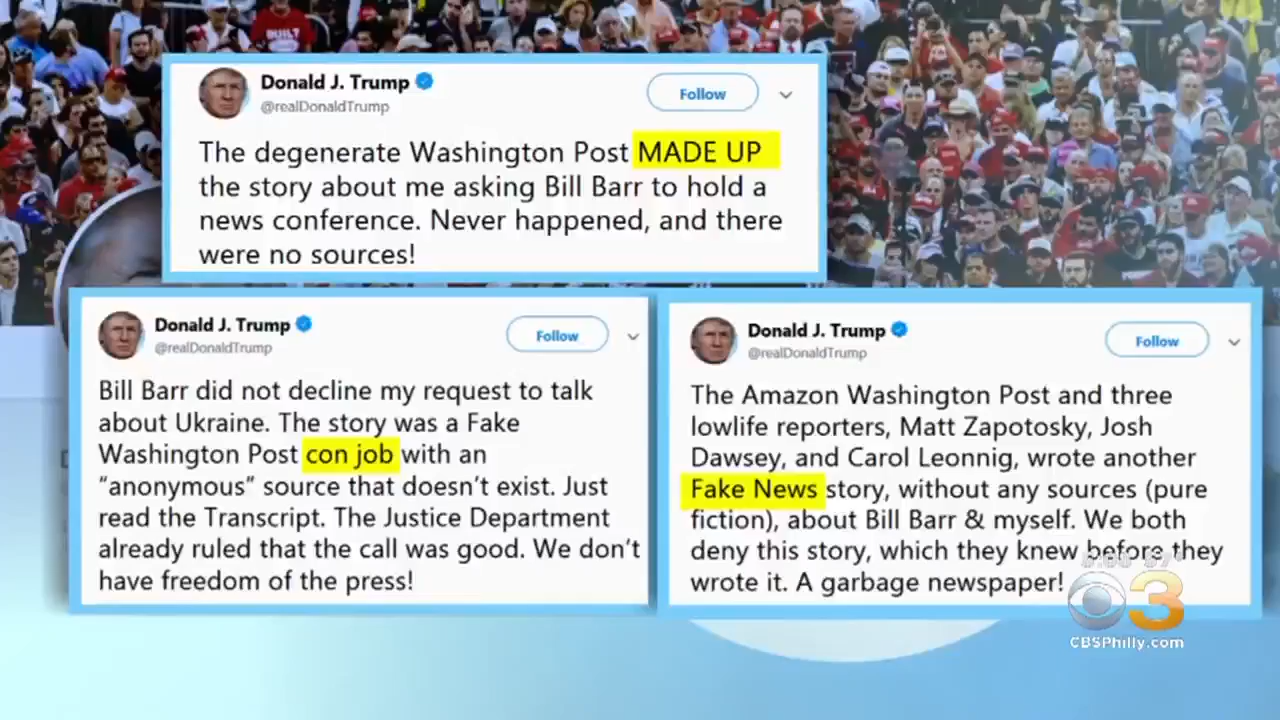 Donald J. Trump
@realDonaldTrump
Follow
The degenerate Washington Post MADE UP
the story about me asking Bill Barr to hold a
news conference. Never happened, and there
were no sources!
Donald J. Trump
@realDonaldTrump
Follow
Bill Barr did not decline my request to talk
about Ukraine. The story was a Fake
Washington Post con job with an
“anonymous” source that doesn’t exist. Just
read the Transcript. The Justice Department
already ruled that the call was good. We don’t
have freedom of the press!
Donald J. Trump
@realDonaldTrump
Follow
The Amazon Washington Post and three
lowlife reporters, Matt Zapotosky, Josh
Dawsey, and Carol Leonnig, wrote another
Fake News story, without any sources (pure
fiction), about Bill Barr & myself. We both
deny this story, which they knew before they
wrote it. A garbage newspaper!
3
CBSPhilly.com